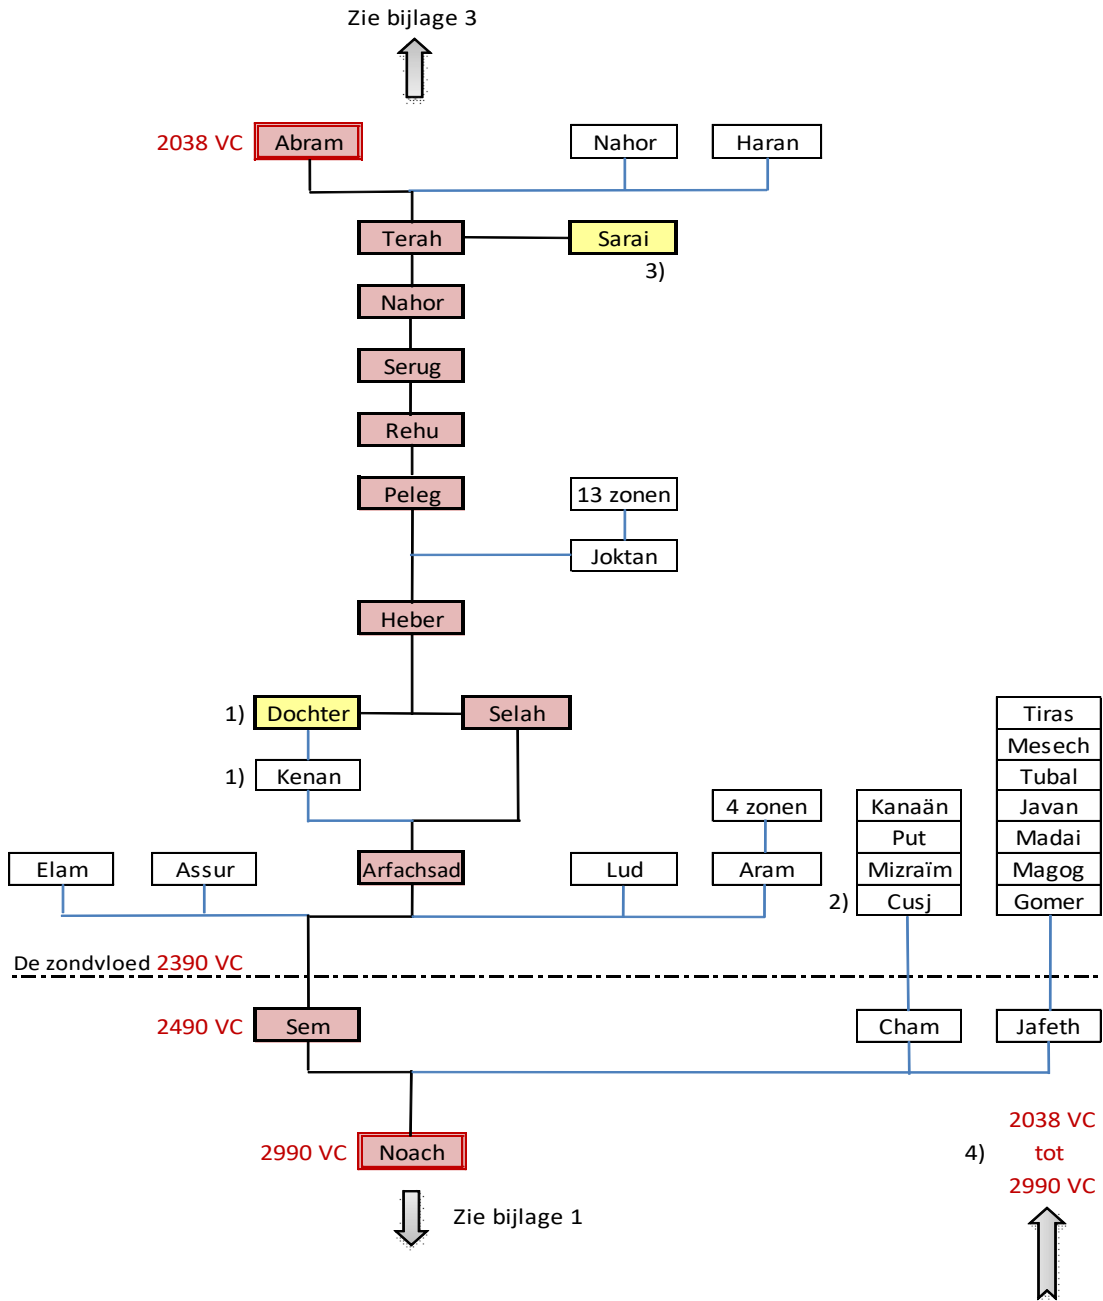 Zie bijlage 3
2038 VC Abram Nahor Haran
Terah Sarai
3)
Nahor
Serug
Rehu
Peleg 13 zonen
Joktan
Heber
1) Dochter Selah Tiras
Mesech
1) Kenan Tubal
4 zonen Kanaän Javan
Put Madai
Elam Assur Arfachsad Lud Aram Mizraïm Magog
2) Cusj Gomer
De zondvloed 2390 VC
2490 VC Sem Cham Jafeth
2038 VC
2990 VC Noach 4) tot
2990 VC
Zie bijlage 1